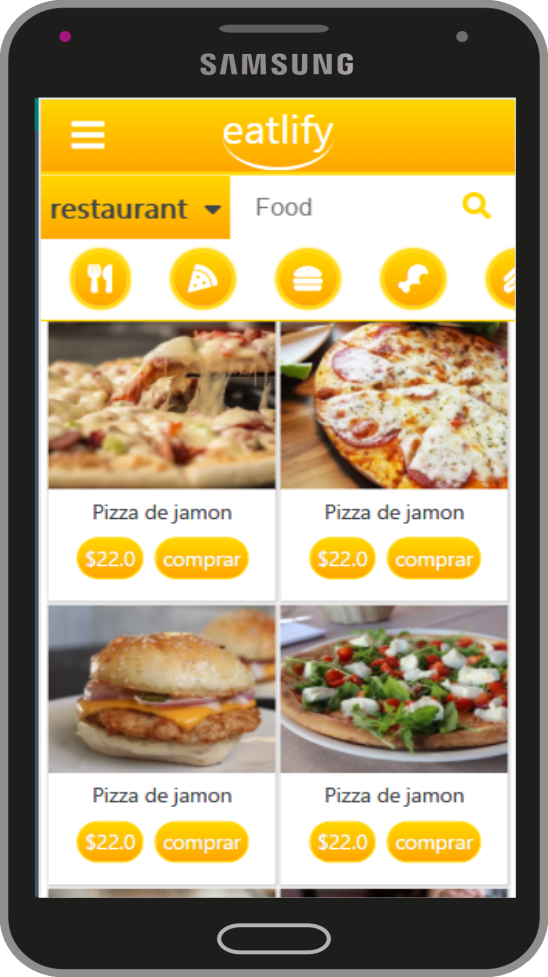 SAMSUNG
eatlify
restaurant
Food
Pizza de jamon
Pizza de jamon
$22.0 comprar
$22.0 comprar
Pizza de jamon
Pizza de jamon
$22.0 comprar
$22.0 comprar